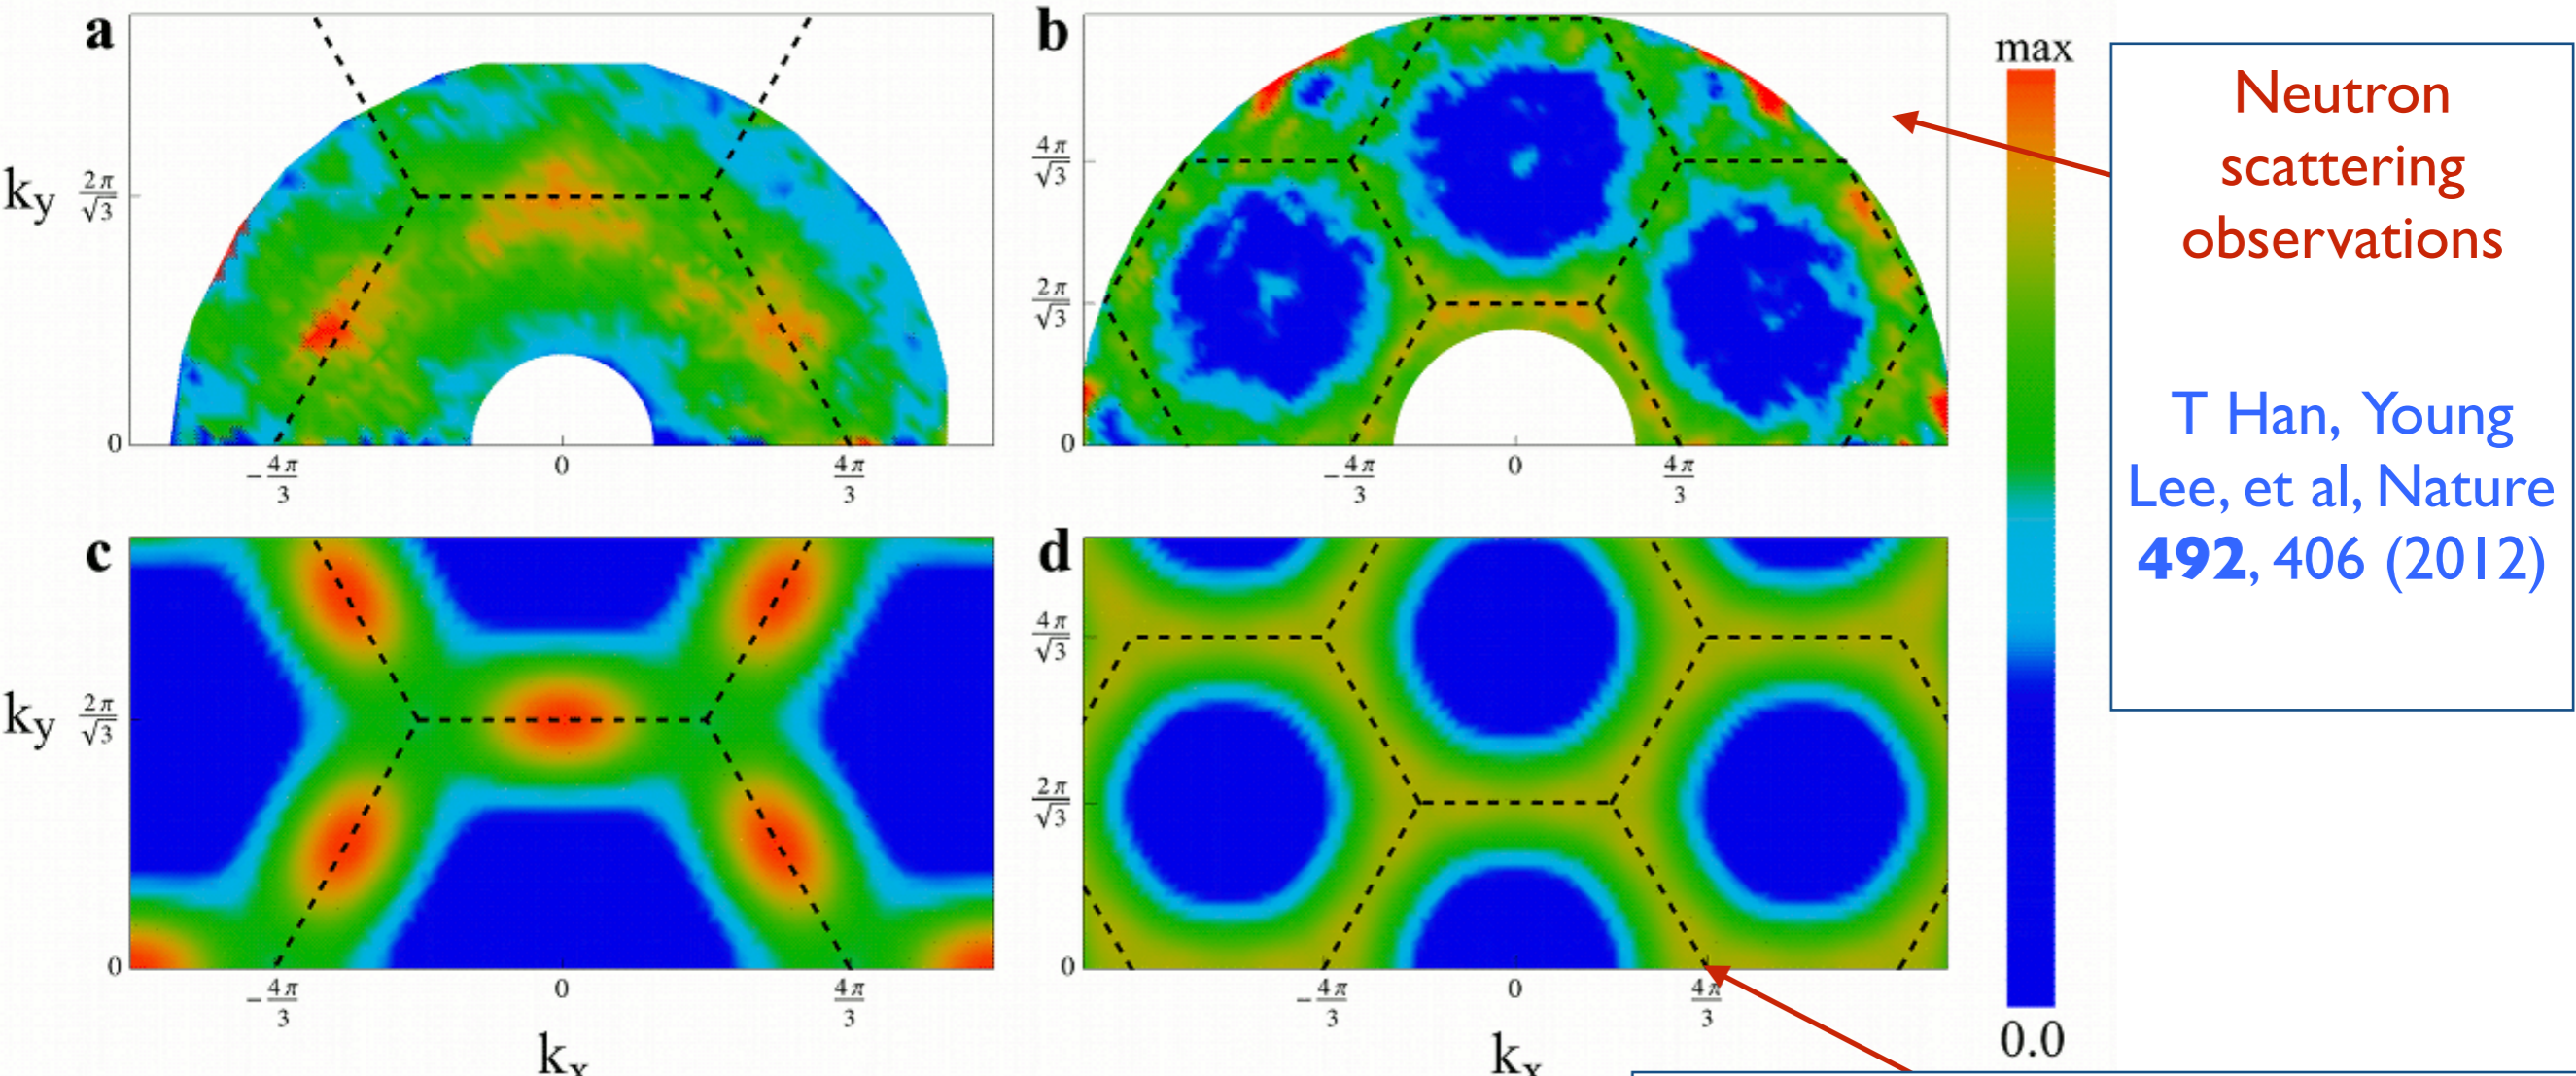 a
b
max
k_y
2π/√3
0
-4π/3
0
4π/3
4π/√3
2π/√3
0
-4π/3
0
4π/3
Neutron
scattering
observations
T Han, Young
Lee, et al, Nature
492, 406 (2012)
c
d
k_y
2π/√3
0
-4π/3
0
4π/3
k_x
4π/√3
2π/√3
0
-4π/3
0
4π/3
k_x
0.0